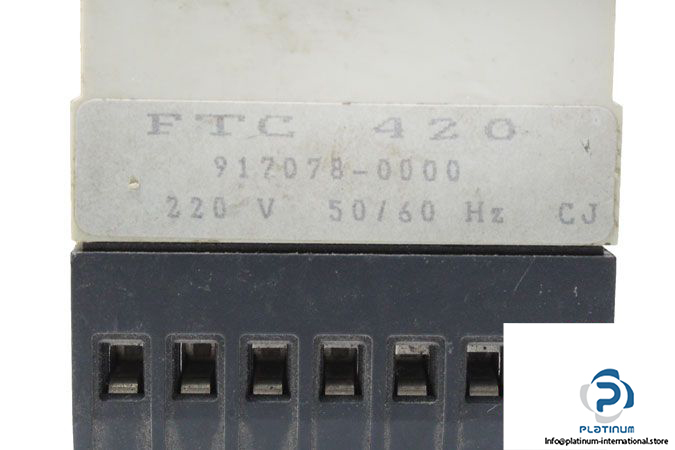 FTC 420
917078-0000
220 V 50/60 Hz CJ
PLATINUM
info@platinum-international.store